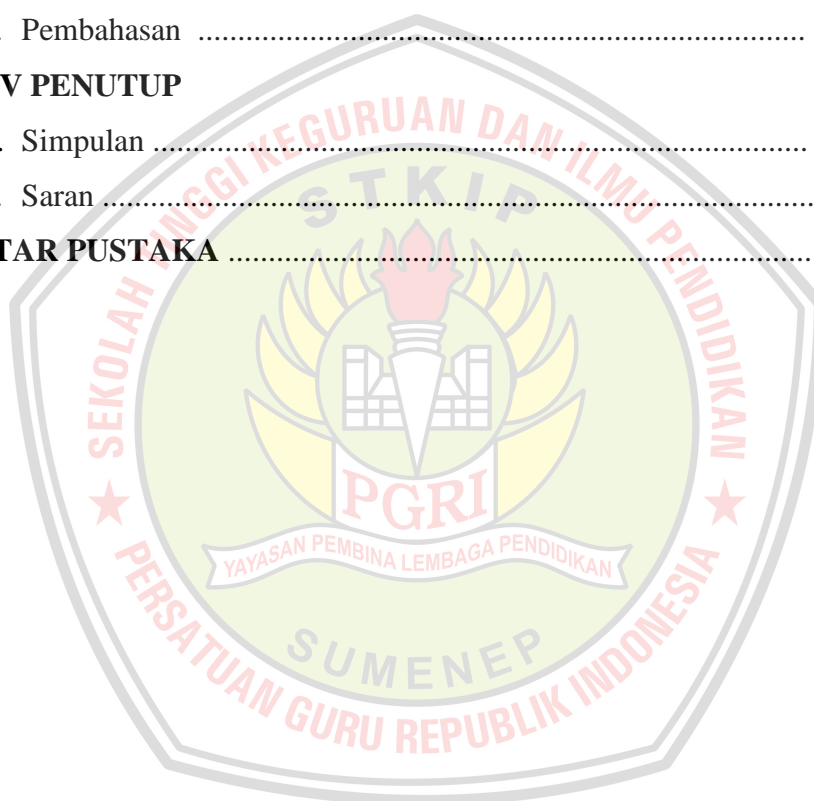 . Pembahasan ...........................................................................
V PENUTUP
. Simpulan .................................................................................
. Saran ........................................................................................
TAR PUSTAKA ........................................................................
SEKOLAH TINGGI KEGURUAN DAN ILMU PENDIDIKAN
STKIP
PGRI
YAYASAN PEMBINA LEMBAGA PENDIDIKAN
SUMENEP
PERSATUAN GURU REPUBLIK INDONESIA